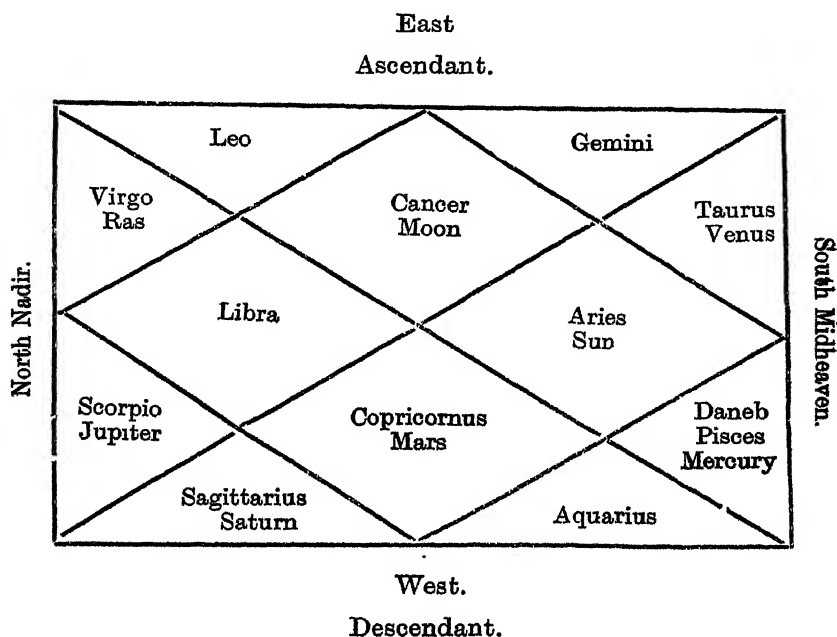 East
Ascendant.
Leo
Gemini
Virgo
Ras
Cancer
Moon
Taurus
Venus
North Nadir.
South Midheaven.
Libra
Aries
Sun
Scorpio
Jupiter
Copricornus
Mars
Daneb
Pisces
Mercury
Sagittarius
Saturn
Aquarius
West.
Descendant.